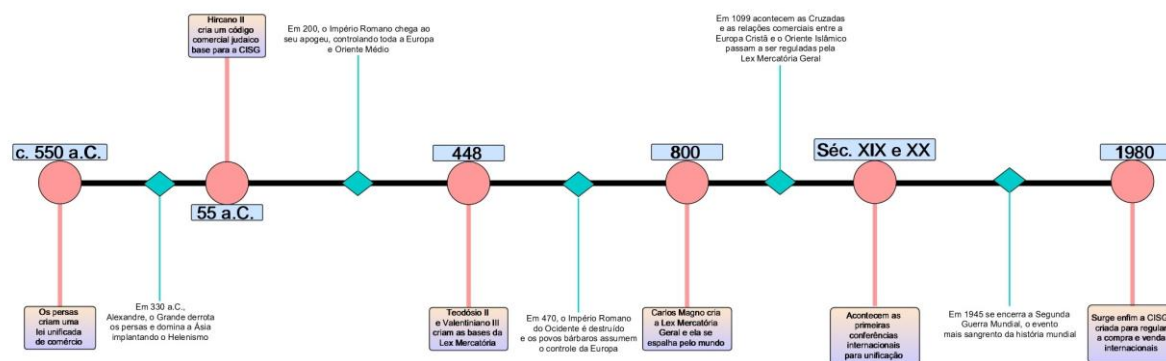 c. 550 a.C.
Os persas
criam uma
lei unificada
de comércio
Em 330 a.C.,
Alexandre, o Grande derrota
os persas e domina a Ásia
implantando o Helenismo
Hircano II
cria um código
comercial judaico
base para a CISG
55 a.C.
Em 200, o Império Romano chega ao
seu apogeu, controlando toda a Europa
e Oriente Médio
448
Teodósio II
e Valentiniano III
criam as bases da
Lex Mercatória
Em 470, o Império Romano
do Ocidente é destruído
e os povos bárbaros assumem
o controle da Europa
800
Carlos Magno cria
a Lex Mercatória
Geral e ela se
espalha pelo mundo
Em 1099 acontecem as Cruzadas
e as relações comerciais entre a
Europa Cristã e o Oriente Islâmico
passam a ser reguladas pela
Lex Mercatória Geral
Séc. XIX e XX
Acontecem as
primeiras
conferências
internacionais
para unificação
Em 1945 se encerra a Segunda
Guerra Mundial, o evento
mais sangrento da história mundial
1980
Surge enfim a CISG
criada para regular
a compra e venda
internacionais